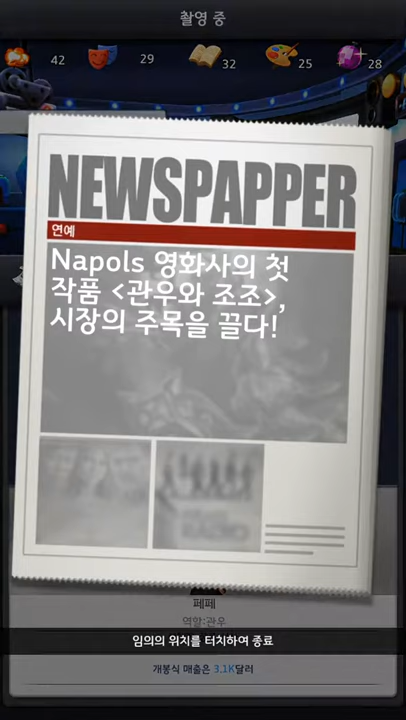 촬영 중
42 29 32 25 28
NEWSPAPPER
연예
Napols 영화사의 첫
작품 <관우와 조조>,
시장의 주목을 끌다!
페페
역할:관우
임의의 위치를 터치하여 종료
개봉식 매출은 3.1K달러